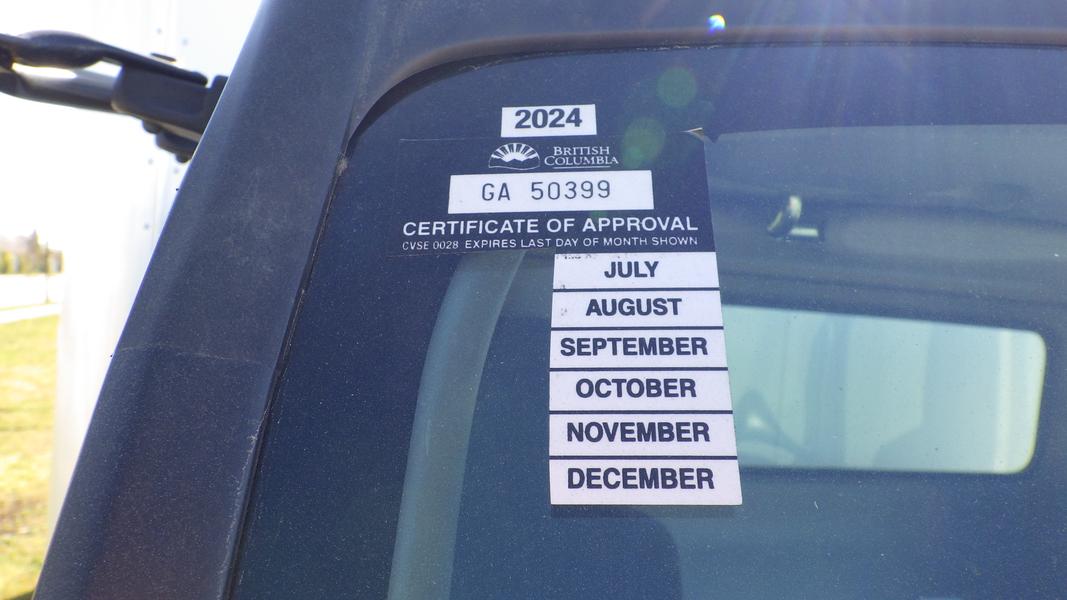 2024
BRITISH
COLUMBIA
GA 50399
CERTIFICATE OF APPROVAL
CVSE 0028 EXPIRES LAST DAY OF MONTH SHOWN
JULY
AUGUST
SEPTEMBER
OCTOBER
NOVEMBER
DECEMBER